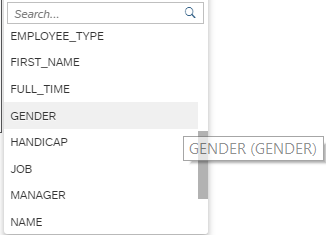 Search...
EMPLOYEE_TYPE
FIRST_NAME
FULL_TIME
GENDER
HANDICAP
GENDER (GENDER)
JOB
MANAGER
NAME